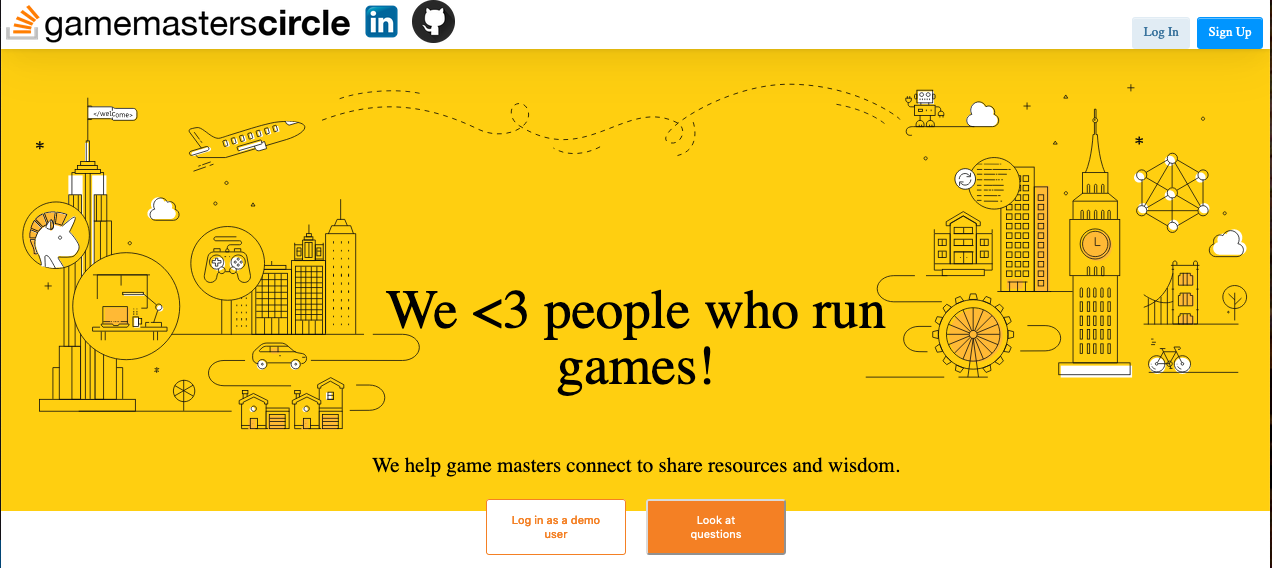 gamemasterscircle
in
Log In
Sign Up
</welcome>
We <3 people who run
games!
We help game masters connect to share resources and wisdom.
Log in as a demo
user
Look at
questions